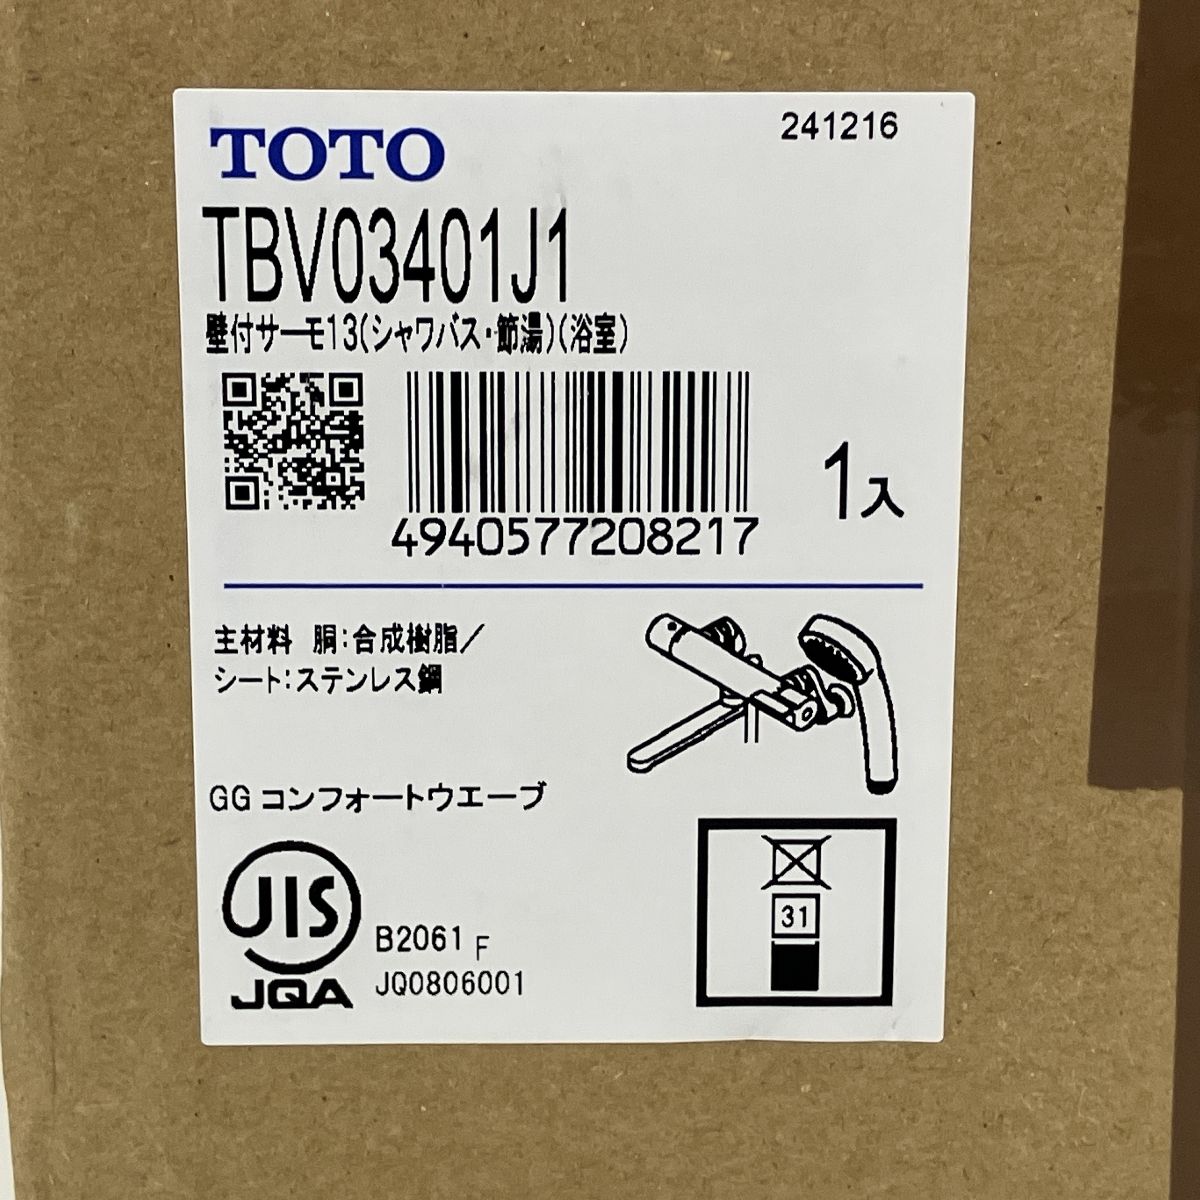 TOTO
241216
TBV03401J1
壁付サーモ13(シャワバス・節湯)(浴室)
4940577208217
1入
主材料 胴:合成樹脂/
シート:ステンレス鋼
GG コンフォートウエーブ
JIS
JQA
B2061 F
JQ0806001
31